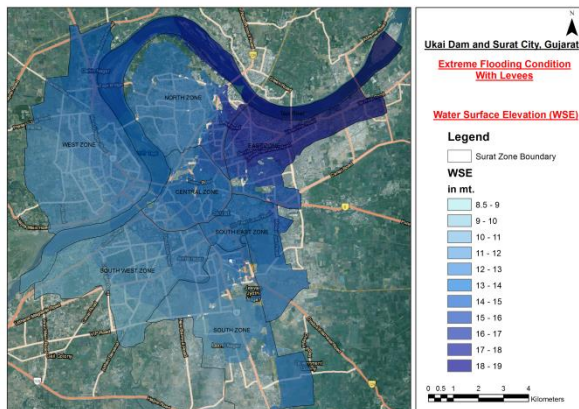 N
Ukai Dam and Surat City, Gujarat
Extreme Flooding Condition
With Levees
Water Surface Elevation (WSE)
Legend
Surat Zone Boundary
WSE
in mt.
8.5 - 9
9 - 10
10 - 11
11 - 12
12 - 13
13 - 14
14 - 15
15 - 16
16 - 17
17 - 18
18 - 19
0 0.5 1 2 3 4
Kilometers
NORTH ZONE
WEST ZONE
EAST ZONE
CENTRAL ZONE
SOUTH EAST ZONE
SOUTH WEST ZONE
SOUTH ZONE